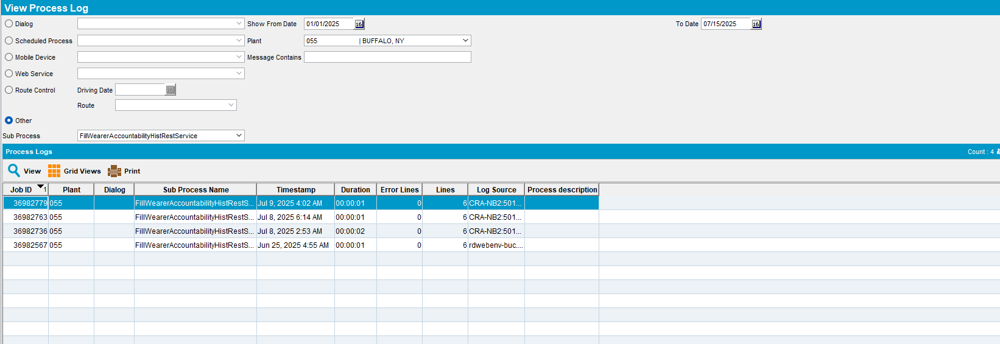 View Process Log
Dialog Show From Date 01/01/2025 16 To Date 07/15/2025 16
Scheduled Process Plant 055 | BUFFALO, NY
Mobile Device Message Contains
Web Service
Route Control Driving Date 16
Route
Other
Sub Process FillWearerAccountabilityHistRestService
Process Logs Count : 4
View Grid Views Print
Job ID 1 Plant Dialog Sub Process Name Timestamp Duration Error Lines Lines Log Source Process description
36982779 055 FillWearerAccountabilityHistRestS... Jul 9, 2025 4:02 AM 00:00:01 0 6 CRA-NB2:501...
36982763 055 FillWearerAccountabilityHistRestS... Jul 8, 2025 6:14 AM 00:00:01 0 6 CRA-NB2:501...
36982736 055 FillWearerAccountabilityHistRestS... Jul 8, 2025 2:53 AM 00:00:02 0 6 CRA-NB2:501...
36982567 055 FillWearerAccountabilityHistRestS... Jun 25, 2025 4:55 AM 00:00:01 0 6 rdwebenv-buc....